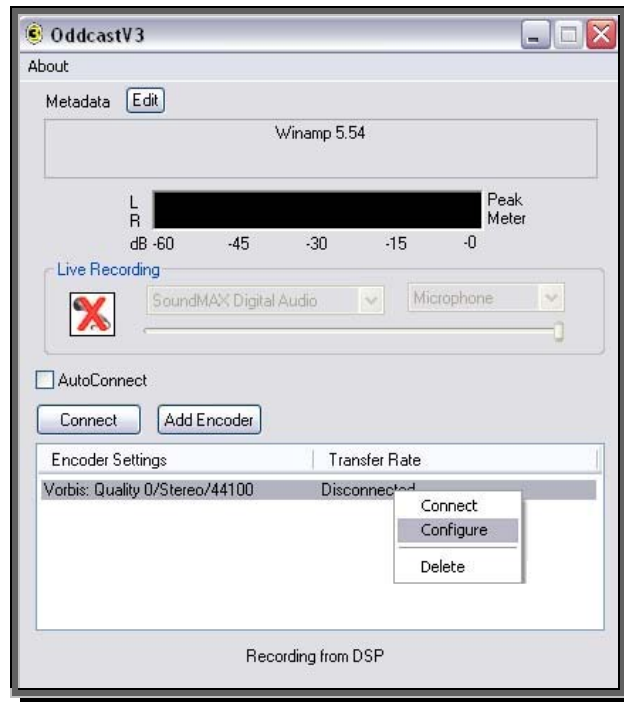 OddcastV3
About
Metadata Edit
Winamp 5.54
L
R
Peak
Meter
dB -60 -45 -30 -15 -0
Live Recording
SoundMAX Digital Audio Microphone
AutoConnect
Connect Add Encoder
Encoder Settings Transfer Rate
Vorbis: Quality 0/Stereo/44100 Disconnected
Connect
Configure
Delete
Recording from DSP